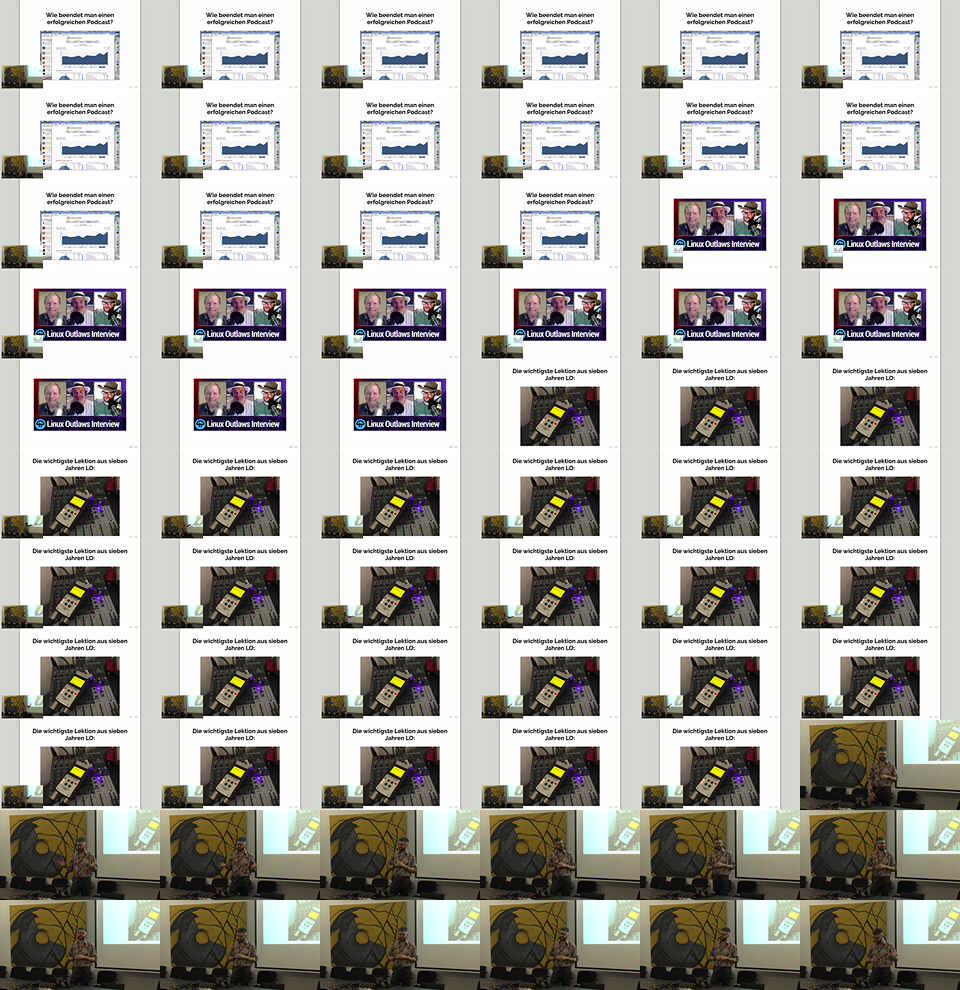 Wie beendet man einen
erfolgreichen Podcast?
Wie beendet man einen
erfolgreichen Podcast?
Wie beendet man einen
erfolgreichen Podcast?
Wie beendet man einen
erfolgreichen Podcast?
Wie beendet man einen
erfolgreichen Podcast?
Wie beendet man einen
erfolgreichen Podcast?
Wie beendet man einen
erfolgreichen Podcast?
Wie beendet man einen
erfolgreichen Podcast?
Wie beendet man einen
erfolgreichen Podcast?
Wie beendet man einen
erfolgreichen Podcast?
Wie beendet man einen
erfolgreichen Podcast?
Wie beendet man einen
erfolgreichen Podcast?
Wie beendet man einen
erfolgreichen Podcast?
Wie beendet man einen
erfolgreichen Podcast?
Wie beendet man einen
erfolgreichen Podcast?
Wie beendet man einen
erfolgreichen Podcast?
Linux Outlaws Interview
Linux Outlaws Interview
Linux Outlaws Interview
Linux Outlaws Interview
Linux Outlaws Interview
Linux Outlaws Interview
Linux Outlaws Interview
Linux Outlaws Interview
Linux Outlaws Interview
Linux Outlaws Interview
Linux Outlaws Interview
Die wichtigste Lektion aus sieben
Jahren LO:
Die wichtigste Lektion aus sieben
Jahren LO:
Die wichtigste Lektion aus sieben
Jahren LO:
Die wichtigste Lektion aus sieben
Jahren LO:
Die wichtigste Lektion aus sieben
Jahren LO:
Die wichtigste Lektion aus sieben
Jahren LO:
Die wichtigste Lektion aus sieben
Jahren LO:
Die wichtigste Lektion aus sieben
Jahren LO:
Die wichtigste Lektion aus sieben
Jahren LO:
Die wichtigste Lektion aus sieben
Jahren LO:
Die wichtigste Lektion aus sieben
Jahren LO:
Die wichtigste Lektion aus sieben
Jahren LO:
Die wichtigste Lektion aus sieben
Jahren LO:
Die wichtigste Lektion aus sieben
Jahren LO:
Die wichtigste Lektion aus sieben
Jahren LO:
Die wichtigste Lektion aus sieben
Jahren LO:
Die wichtigste Lektion aus sieben
Jahren LO:
Die wichtigste Lektion aus sieben
Jahren LO:
Die wichtigste Lektion aus sieben
Jahren LO:
Die wichtigste Lektion aus sieben
Jahren LO:
Die wichtigste Lektion aus sieben
Jahren LO:
Die wichtigste Lektion aus sieben
Jahren LO:
Die wichtigste Lektion aus sieben
Jahren LO:
Die wichtigste Lektion aus sieben
Jahren LO:
Die wichtigste Lektion aus sieben
Jahren LO:
Die wichtigste Lektion aus sieben
Jahren LO: